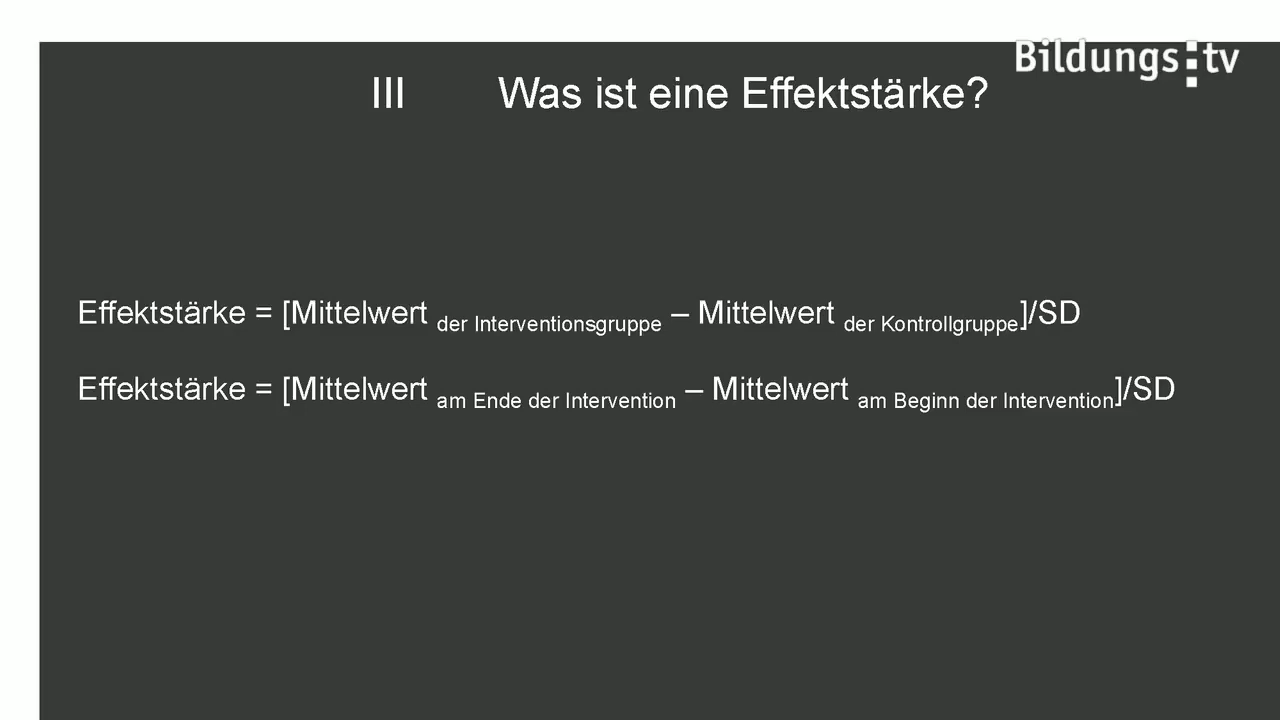 Bildungs:tv
III Was ist eine Effektstärke?
Effektstärke = [Mittelwert der Interventionsgruppe – Mittelwert der Kontrollgruppe]/SD
Effektstärke = [Mittelwert am Ende der Intervention – Mittelwert am Beginn der Intervention]/SD